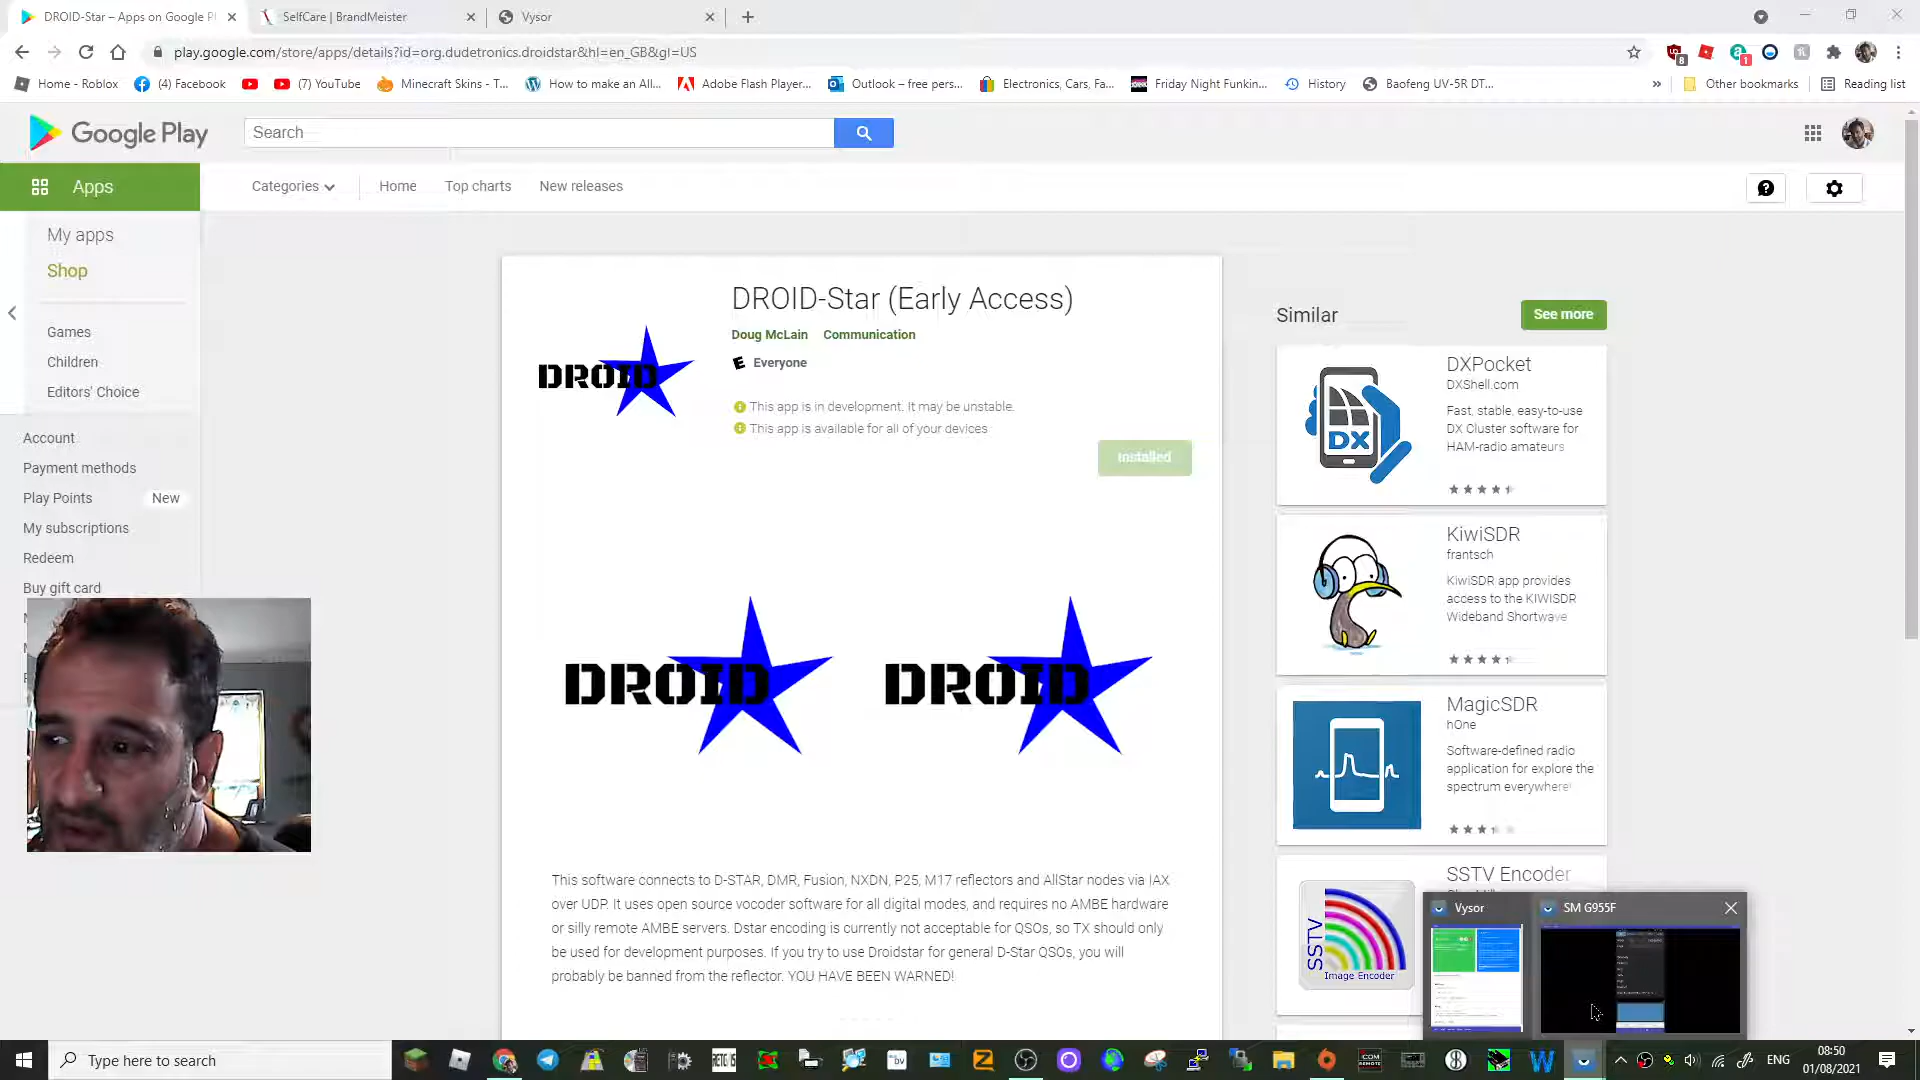 DROID-Star – Apps on Google Pl
SelfCare | BrandMeister
Vysor
play.google.com/store/apps/details?id=org.dudetronics.droidstar&hl=en_GB&gl=US
8
1
Home - Roblox
(4) Facebook
(7) YouTube
Minecraft Skins - T...
How to make an All...
Adobe Flash Player...
Outlook – free pers...
Electronics, Cars, Fa...
Friday Night Funkin...
History
Baofeng UV-5R DT...
Other bookmarks
Reading list
Google Play
Search
Apps
Categories
Home
Top charts
New releases
My apps
Shop
Games
Children
Editors' Choice
Account
Payment methods
Play Points
New
My subscriptions
Redeem
Buy gift card
DROID
DROID-Star (Early Access)
Doug McLain
Communication
Everyone
This app is in development. It may be unstable.
This app is available for all of your devices
Installed
DROID
DROID
This software connects to D-STAR, DMR, Fusion, NXDN, P25, M17 reflectors and AllStar nodes via IAX
over UDP. It uses open source vocoder software for all digital modes, and requires no AMBE hardware
or silly remote AMBE servers. Dstar encoding is currently not acceptable for QSOs, so TX should only
be used for development purposes. If you try to use Droidstar for general D-Star QSOs, you will
probably be banned from the reflector. YOU HAVE BEEN WARNED!
Similar
See more
DX
DXPocket
DXShell.com
Fast, stable, easy-to-use
DX Cluster software for
HAM-radio amateurs
KiwiSDR
frantsch
KiwiSDR app provides
access to the KIWISDR
Wideband Shortwave
MagicSDR
hOne
Software-defined radio
application for explore the
spectrum everywhere!
SSTV
Image Encoder
SSTV Encoder
Vysor
SM G955F
Type here to search
ENG
08:50
01/08/2021